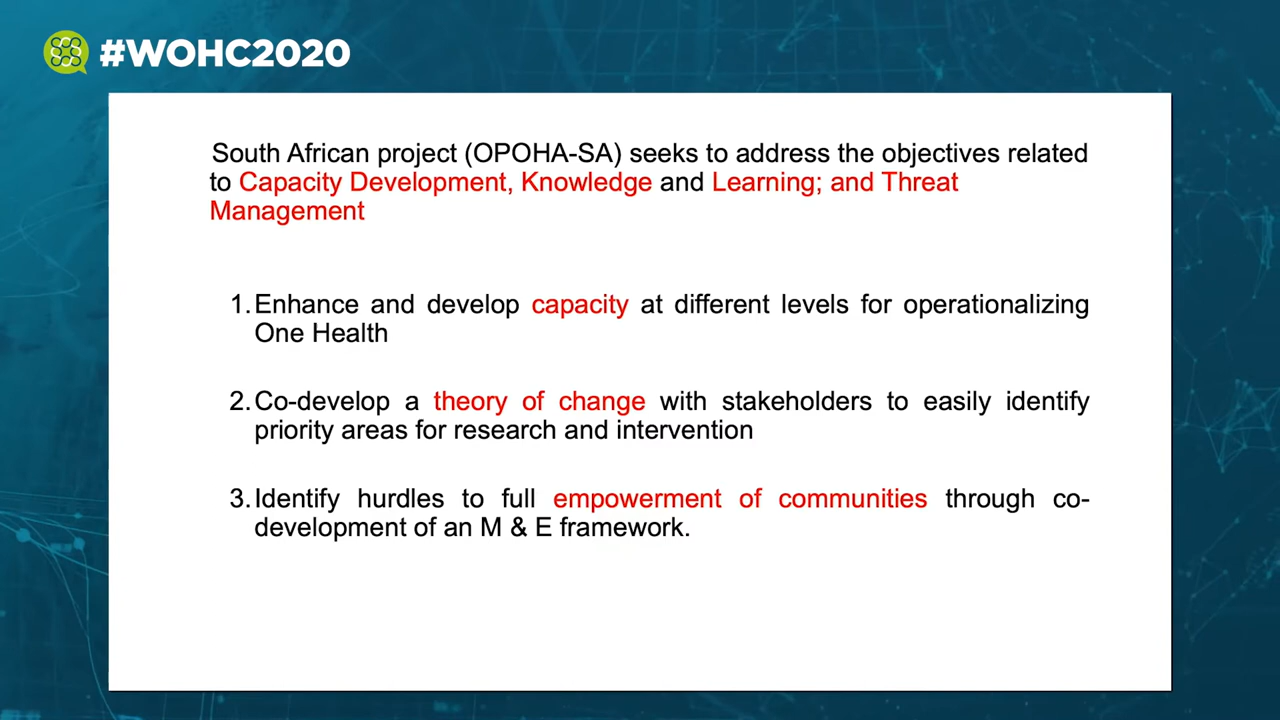 #WOHC2020
South African project (OPOHA-SA) seeks to address the objectives related
to Capacity Development, Knowledge and Learning; and Threat
Management
1. Enhance and develop capacity at different levels for operationalizing
One Health
2. Co-develop a theory of change with stakeholders to easily identify
priority areas for research and intervention
3. Identify hurdles to full empowerment of communities through co-
development of an M & E framework.